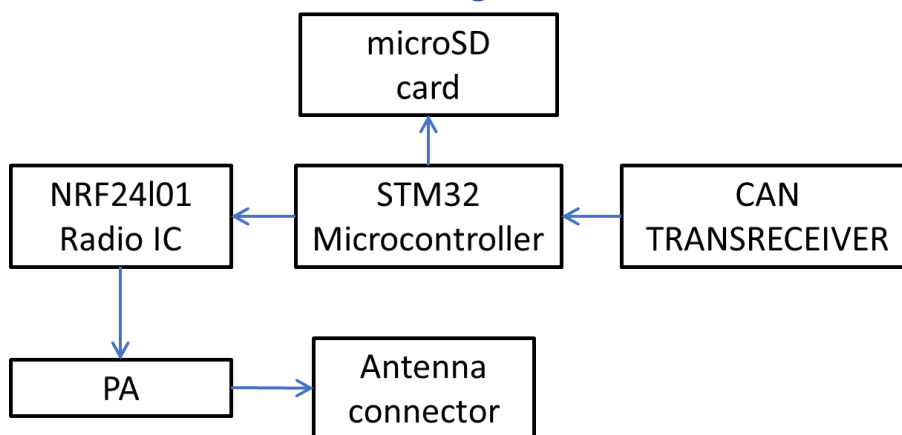 microSD
card
NRF24l01
Radio IC
STM32
Microcontroller
CAN
TRANSRECEIVER
PA
Antenna
connector